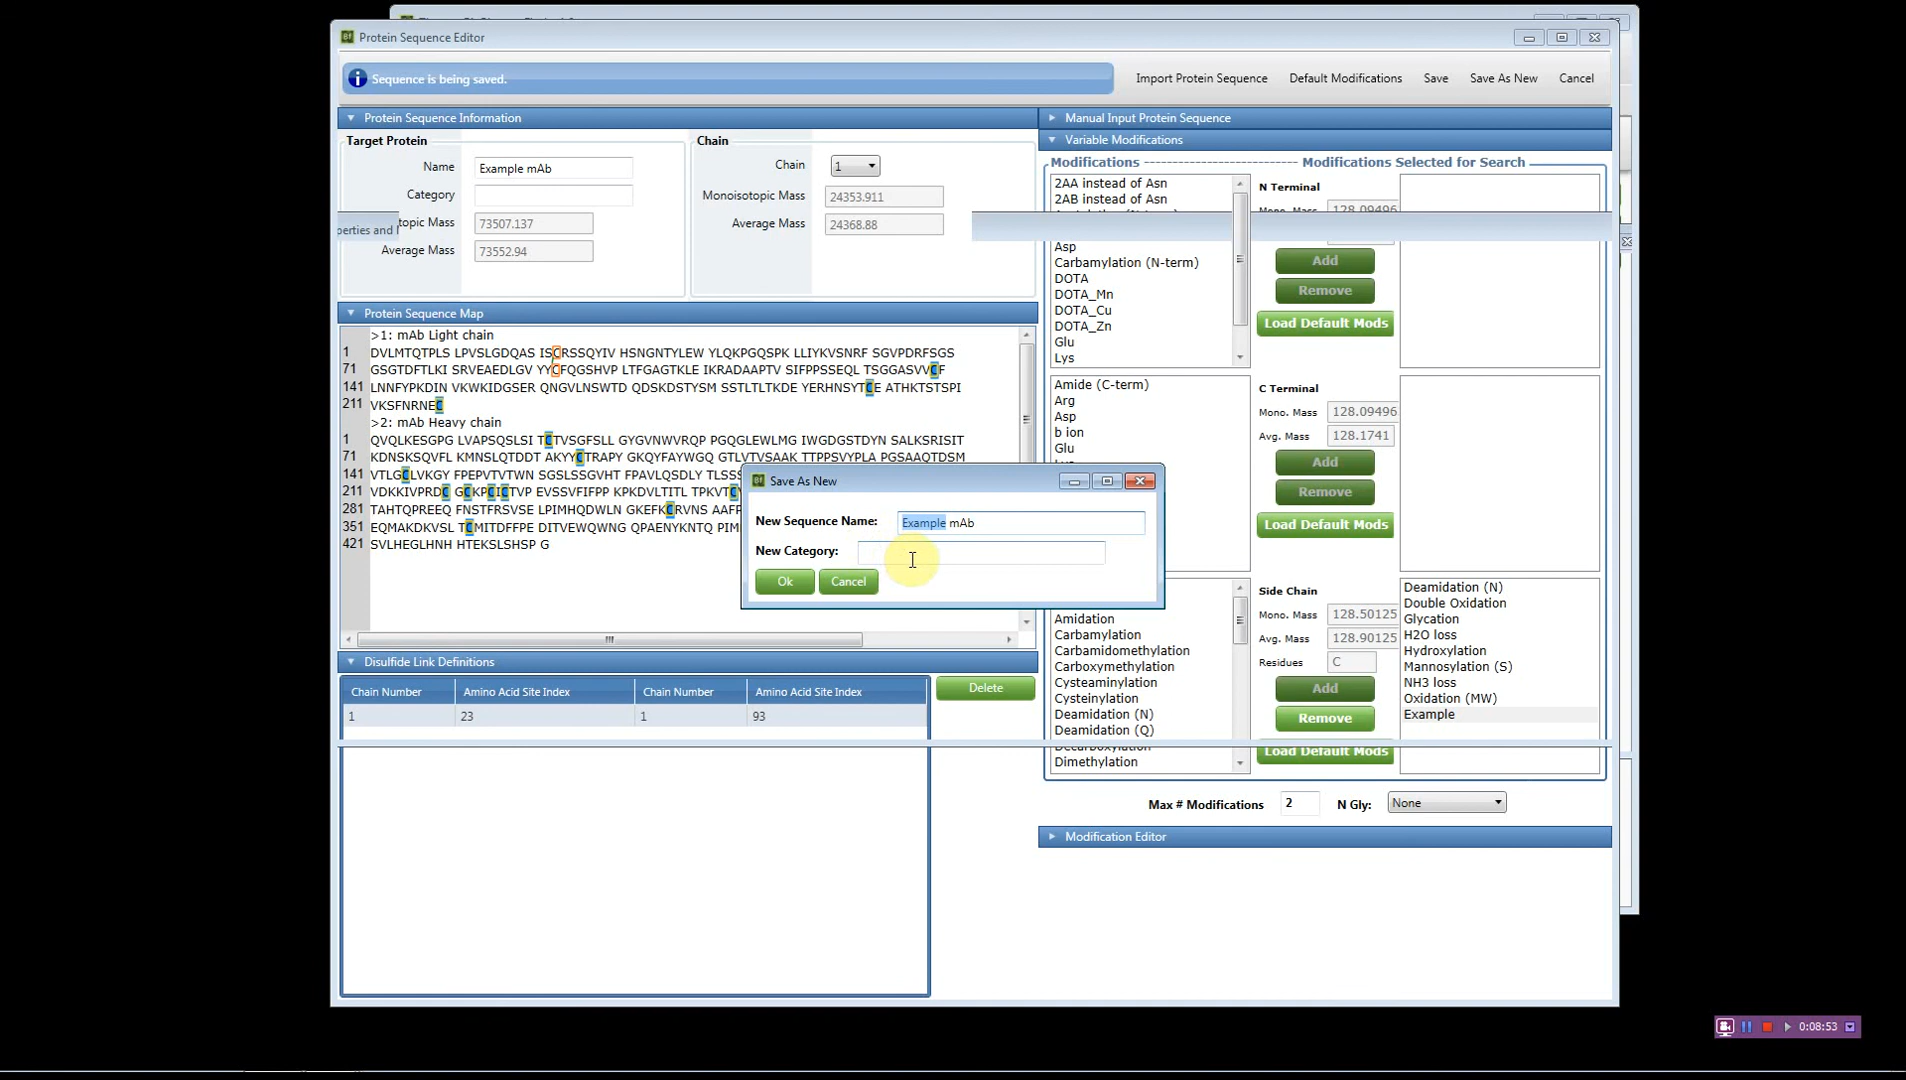 Protein Sequence Editor
Sequence is being saved.
Import Protein Sequence Default Modifications Save Save As New Cancel
Protein Sequence Information
Target Protein
Name Example mAb
Category
topic Mass 73507.137
Average Mass 73552.94
perties and
Chain
Chain 1
Monoisotopic Mass 24353.911
Average Mass 24368.88
Protein Sequence Map
>1: mAb Light chain
1 DVLMTQTPLS LPVSLGDQAS ISCRSSQYIV HSNGNTYLEW YLQKPGQSPK LLIYKVSNRF SGVPDRFSGS
71 GSGTDFTLKI SRVEAEDLGV YYCFQGSHVP LTFGAGTKLE IKRADAAPTV SIFPPSSEQL TSGGASVVCF
141 LNNFYPKDIN VKWKIDGSER QNGVLNSWTD QDSKDSTYSM SSTLTLTKDE YERHNSYTCE ATHKTSTSPI
211 VKSFNRNEC
>2: mAb Heavy chain
1 QVQLKESGPG LVAPSQSLSI TCTVSGFSLL GYGVNWVRQP PGQGLEWLMG IWGDGSTDYN SALKSRISIT
KDNSKSQVFL KMNSLQTDDT AKYYCTRAPY GKQYFAYWGQ GTLVTVSAAK TTPPSVYPLA PGSAAQTDSM
141 VTLGCLVKGY FPEPVTVTWN SGSLSSGVHT FPAVLQSDLY TLSS
211 VDKKIVPRDC GCKPCICTVP EVSSVFIFPP KPKDVLTITL TPKVTC
281 TAHTQPREEQ FNSTFRSVSE LPIMHQDWLN GKEFKCRVNS
351 EQMAKDKVSL TCMITDFFPE DITVEWQWNG QPAENYKNTQ PIM
421 SVLHEGLHNH HTEKSLSHSP G
Save As New
New Sequence Name: Example mAb
New Category:
Ok Cancel
Disulfide Link Definitions
Chain Number Amino Acid Site Index Chain Number Amino Acid Site Index
1 23 1 93
Delete
Manual Input Protein Sequence
Variable Modifications
Modifications -------------------------- Modifications Selected for Search
2AA instead of Asn
2AB instead of Asn
Asp
Carbamylation (N-term)
DOTA
DOTA_Mn
DOTA_Cu
DOTA_Zn
Glu
Lys
N Terminal
Mono. Mass 128.09496
Add
Remove
Load Default Mods
Amide (C-term)
Arg
Asp
b ion
Glu
C Terminal
Mono. Mass 128.09496
Avg. Mass 128.1741
Add
Remove
Load Default Mods
Amidation
Carbamylation
Carbamidomethylation
Carboxymethylation
Cysteaminylation
Cysteinylation
Deamidation (N)
Deamidation (Q)
Decarboxylation
Dimethylation
Side Chain
Mono. Mass 128.50125
Avg. Mass 128.90125
Residues C
Add
Remove
Load Default Mods
Deamidation (N)
Double Oxidation
Glycation
H2O loss
Hydroxylation
Mannosylation (S)
NH3 loss
Oxidation (MW)
Example
Max # Modifications 2 N Gly: None
Modification Editor
0:08:53